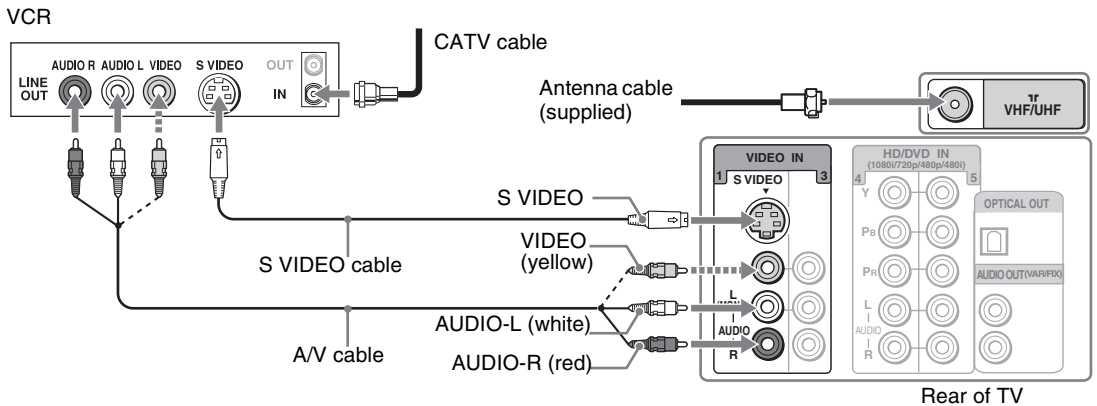 VCR
CATV cable
AUDIO R AUDIO L VIDEO S VIDEO OUT
LINE OUT
IN
Antenna cable (supplied)
VHF/UHF
VIDEO IN
1 3
S VIDEO
HD/DVD IN
(1080i/720p/480p/480i)
4 5
Y
PB
PR
L
AUDIO
R
OPTICAL OUT
AUDIO OUT(VAR/FIX)
S VIDEO
VIDEO (yellow)
S VIDEO cable
L
AUDIO
R
AUDIO-L (white)
A/V cable
AUDIO-R (red)
Rear of TV